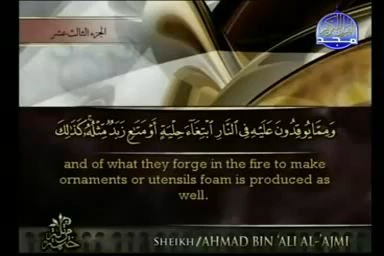 الجزء الثالث عشر
المجد
وَمِمَّا يُوقِدُونَ عَلَيْهِ فِي النَّارِ ابْتِغَاءَ حِلْيَةٍ أَوْ مَتَاعٍ زَبَدٌ مِّثْلُهُ كَذَٰلِكَ
and of what they forge in the fire to make
ornaments or utensils foam is produced as
well.
SHEIKH/AHMAD BIN 'ALI AL-'AJMI